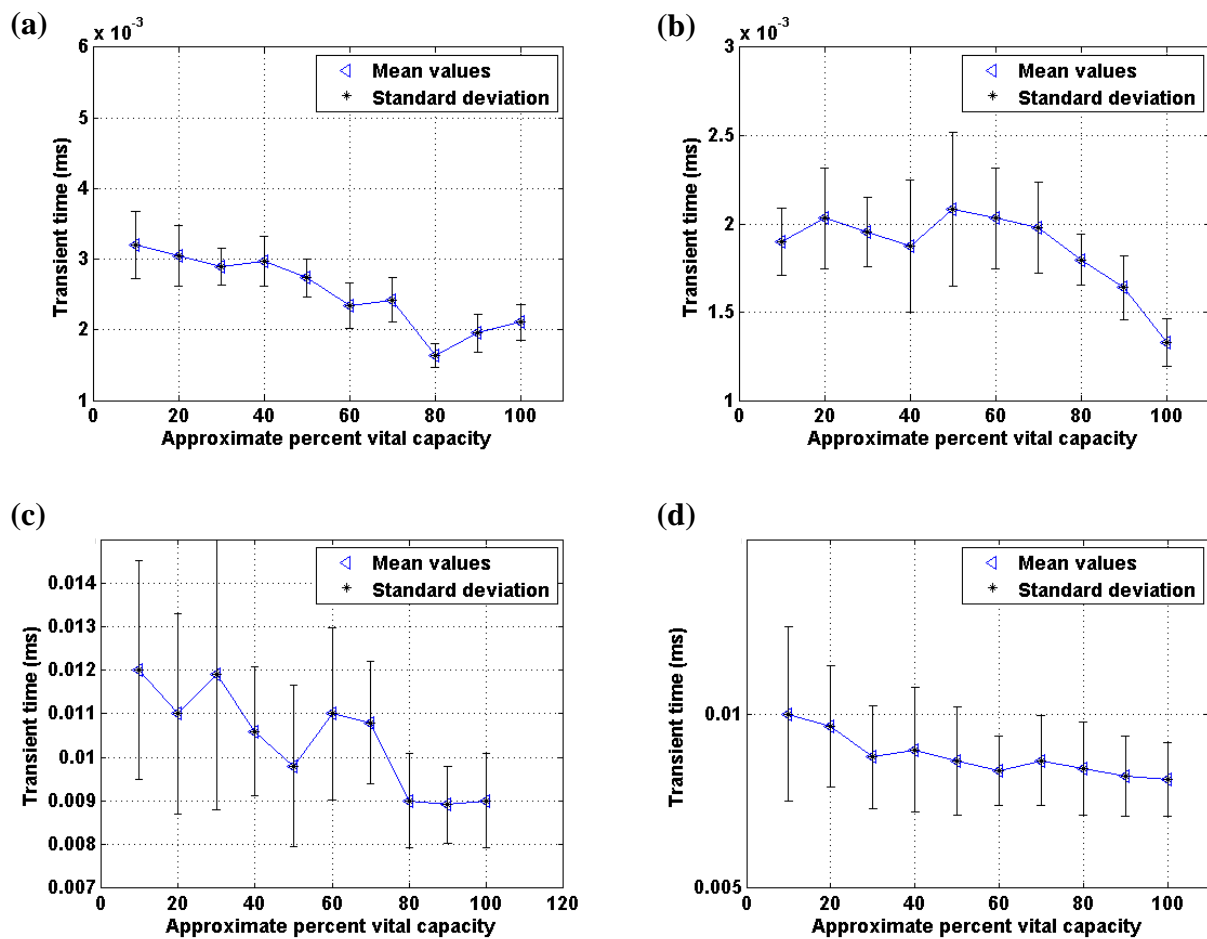 (a)
x 10⁻³
6
5
4
3
2
1
Transient time (ms)
Mean values
Standard deviation
0 20 40 60 80 100
Approximate percent vital capacity
(b)
x 10⁻³
3
2.5
2
1.5
1
Transient time (ms)
Mean values
Standard deviation
0 20 40 60 80 100
Approximate percent vital capacity
(c)
0.014
0.013
0.012
0.011
0.01
0.009
0.008
0.007
Transient time (ms)
Mean values
Standard deviation
0 20 40 60 80 100 120
Approximate percent vital capacity
(d)
0.01
0.005
Transient time (ms)
Mean values
Standard deviation
0 20 40 60 80 100
Approximate percent vital capacity